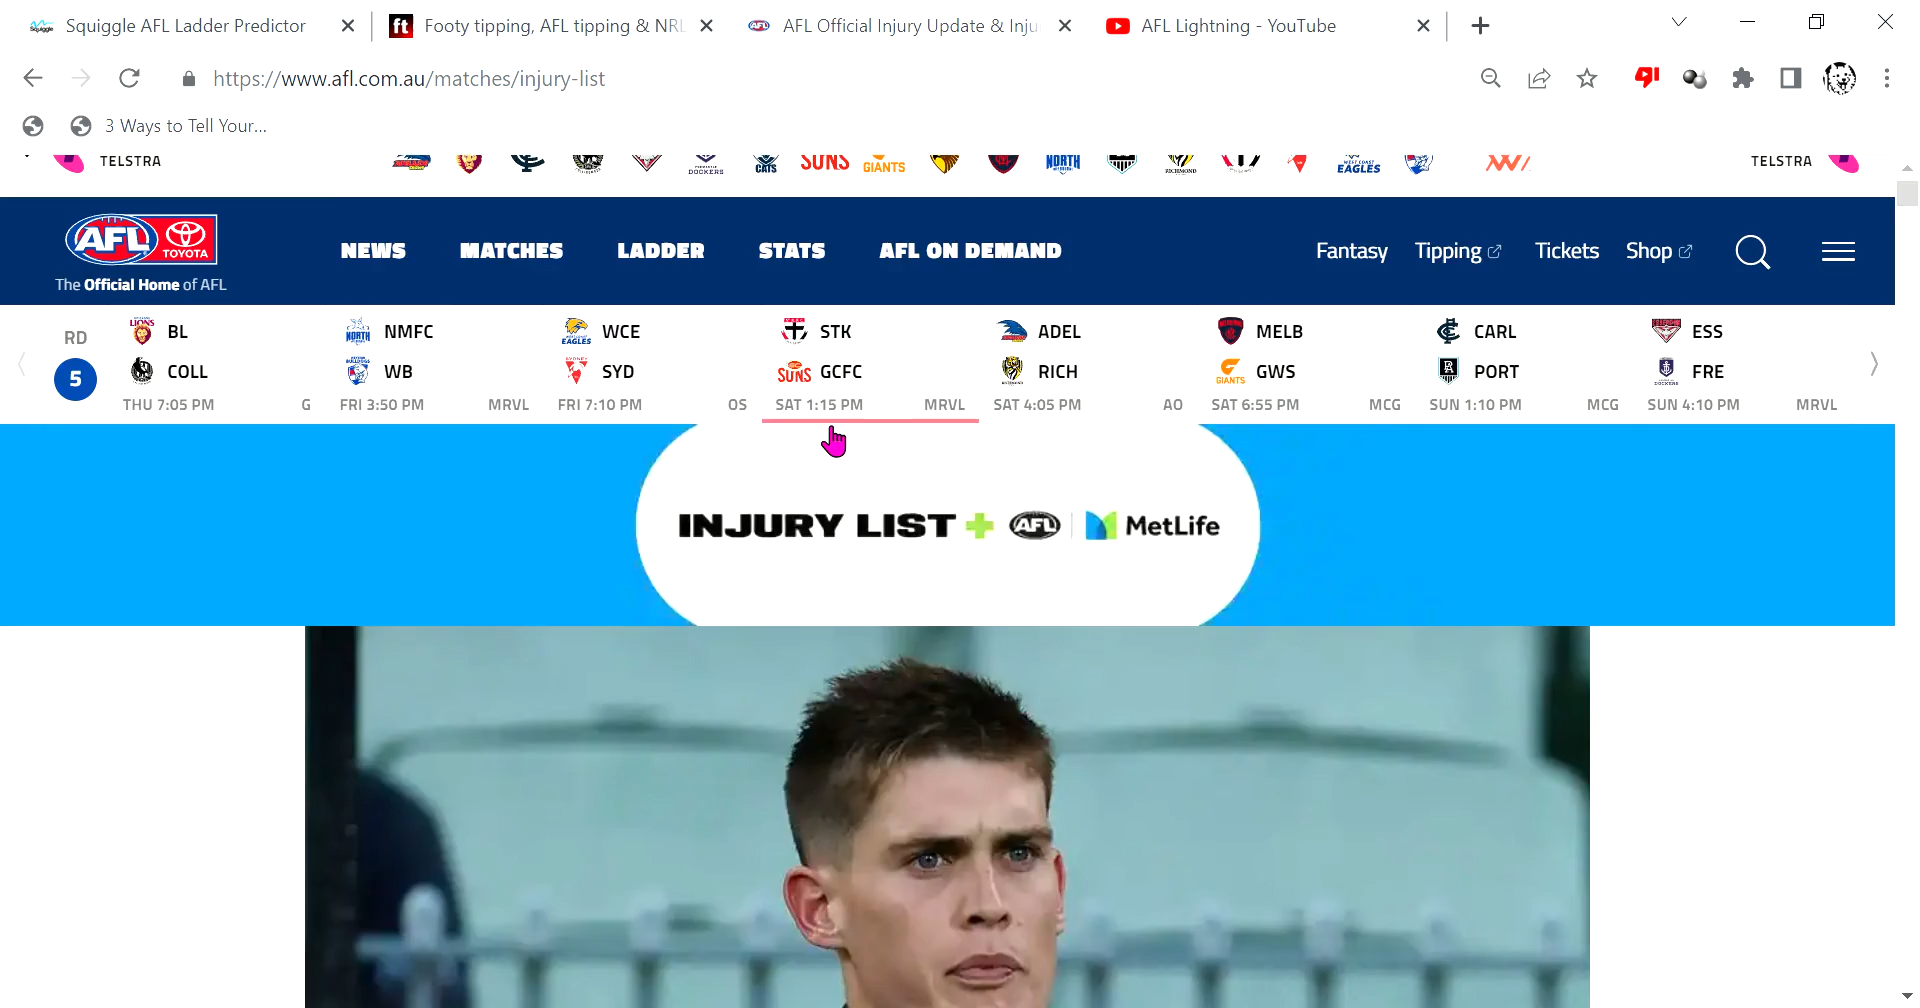 Squiggle AFL Ladder Predictor
Footy tipping, AFL tipping & NRL
AFL Official Injury Update & Inju
AFL Lightning - YouTube
https://www.afl.com.au/matches/injury-list
3 Ways to Tell Your...
TELSTRA
CATS
SUNS
GIANTS
NORTH
RICHMOND
WEST COAST
EAGLES
DOCKERS
TELSTRA
AFL
TOYOTA
The Official Home of AFL
NEWS
MATCHES
LADDER
STATS
AFL ON DEMAND
Fantasy
Tipping
Tickets
Shop
RD
5
BL
COLL
THU 7:05 PM
G
NMFC
WB
FRI 3:50 PM
MRVL
WCE
SYD
FRI 7:10 PM
OS
STK
GCFC
SAT 1:15 PM
MRVL
ADEL
RICH
SAT 4:05 PM
AO
MELB
GWS
SAT 6:55 PM
MCG
CARL
PORT
SUN 1:10 PM
MCG
ESS
FRE
SUN 4:10 PM
MRVL
INJURY LIST + AFL MetLife